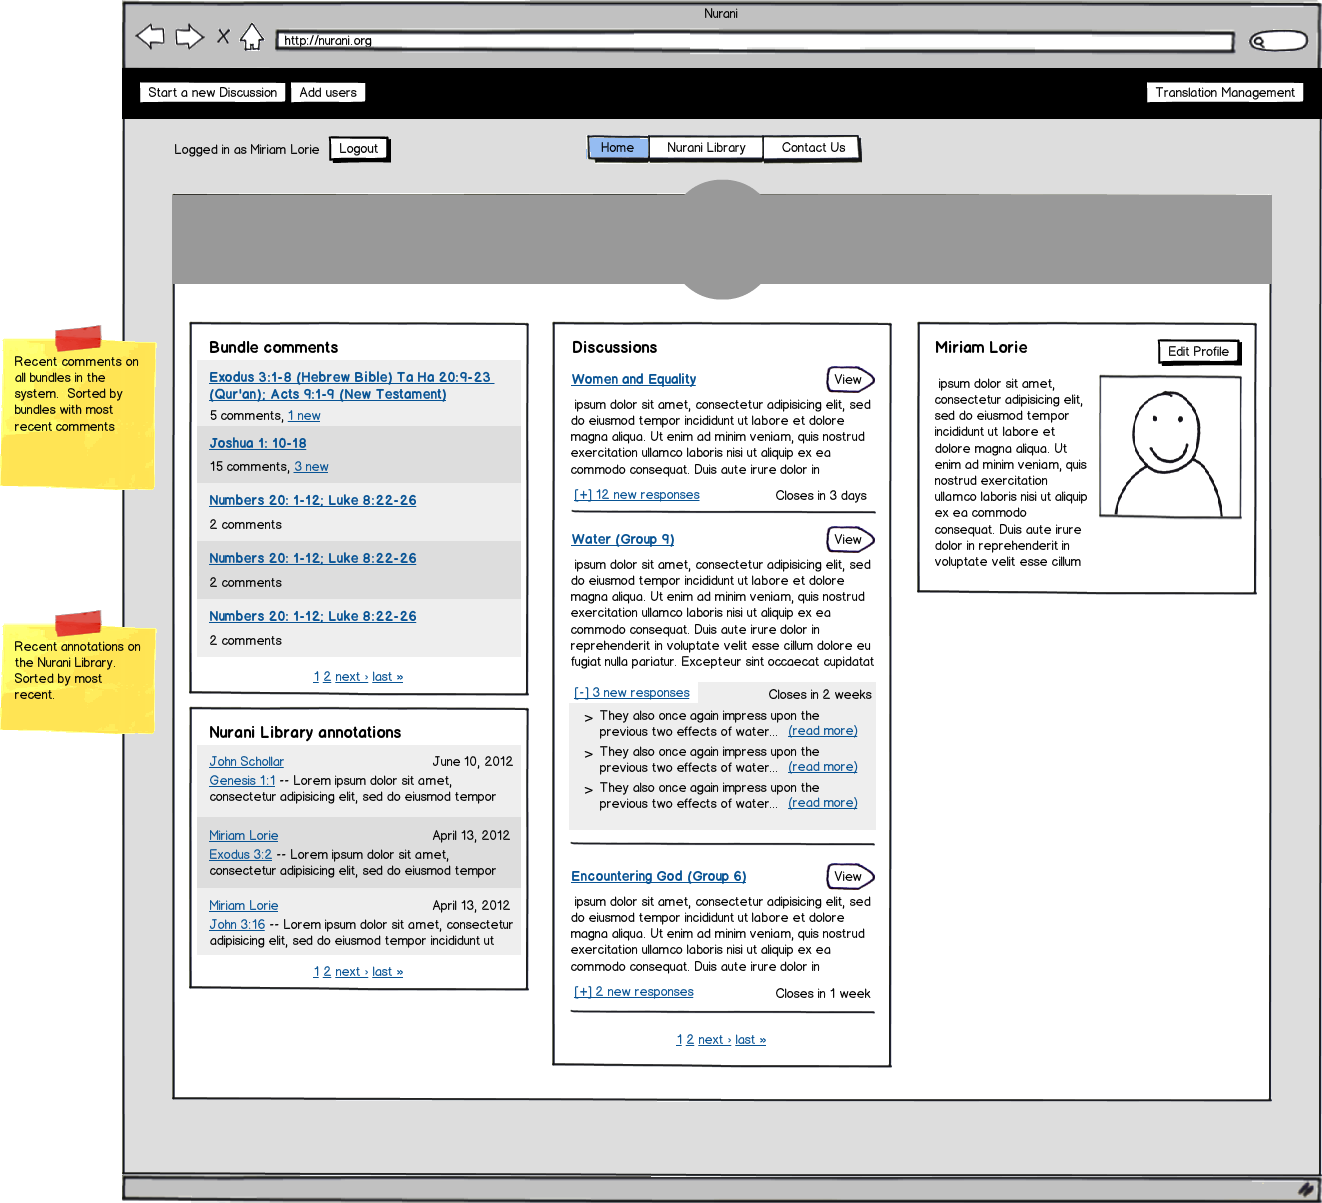 Nurani
http://nurani.org
Start a new Discussion
Add users
Translation Management
Logged in as Miriam Lorie
Logout
Home
Nurani Library
Contact Us
Recent comments on
all bundles in the
system. Sorted by
bundles with most
recent comments
Recent annotations on
the Nurani Library.
Sorted by most
recent.
Bundle comments
Exodus 3:1-8 (Hebrew Bible) Ta Ha 20:9-23
(Qur'an); Acts 9:1-9 (New Testament)
5 comments, 1 new
Joshua 1: 10-18
15 comments, 3 new
Numbers 20: 1-12; Luke 8:22-26
2 comments
Numbers 20: 1-12; Luke 8:22-26
2 comments
Numbers 20: 1-12; Luke 8:22-26
2 comments
1 2 next › last »
Nurani Library annotations
John Schollar June 10, 2012
Genesis 1:1 -- Lorem ipsum dolor sit amet,
consectetur adipisicing elit, sed do eiusmod tempor
Miriam Lorie April 13, 2012
Exodus 3:2 -- Lorem ipsum dolor sit amet,
consectetur adipisicing elit, sed do eiusmod tempor
Miriam Lorie April 13, 2012
John 3:16 -- Lorem ipsum dolor sit amet, consectetur
adipisicing elit, sed do eiusmod tempor incididunt ut
1 2 next › last »
Discussions
Women and Equality View
ipsum dolor sit amet, consectetur adipisicing elit, sed
do eiusmod tempor incididunt ut labore et dolore
magna aliqua. Ut enim ad minim veniam, quis nostrud
exercitation ullamco laboris nisi ut aliquip ex ea
commodo consequat. Duis aute irure dolor in
[+] 12 new responses Closes in 3 days
Water (Group 9) View
ipsum dolor sit amet, consectetur adipisicing elit, sed
do eiusmod tempor incididunt ut labore et dolore
magna aliqua. Ut enim ad minim veniam, quis nostrud
exercitation ullamco laboris nisi ut aliquip ex ea
commodo consequat. Duis aute irure dolor in
reprehenderit in voluptate velit esse cillum dolore eu
fugiat nulla pariatur. Excepteur sint occaecat cupidatat
[-] 3 new responses Closes in 2 weeks
> They also once again impress upon the
previous two effects of water... (read more)
> They also once again impress upon the
previous two effects of water... (read more)
> They also once again impress upon the
previous two effects of water... (read more)
Encountering God (Group 6) View
ipsum dolor sit amet, consectetur adipisicing elit, sed
do eiusmod tempor incididunt ut labore et dolore
magna aliqua. Ut enim ad minim veniam, quis nostrud
exercitation ullamco laboris nisi ut aliquip ex ea
commodo consequat. Duis aute irure dolor in
[+] 2 new responses Closes in 1 week
1 2 next › last »
Miriam Lorie
Edit Profile
ipsum dolor sit amet,
consectetur adipisicing elit,
sed do eiusmod tempor
incididunt ut labore et
dolore magna aliqua. Ut
enim ad minim veniam, quis
nostrud exercitation
ullamco laboris nisi ut aliquip
ex ea commodo
consequat. Duis aute irure
dolor in reprehenderit in
voluptate velit esse cillum